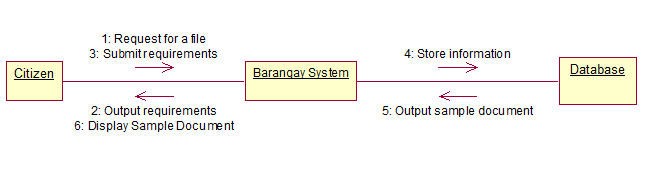 1: Request for a file
3: Submit requirements
4: Store information
Citizen
Barangay System
Database
2: Output requirements
6: Display Sample Document
5: Output sample document